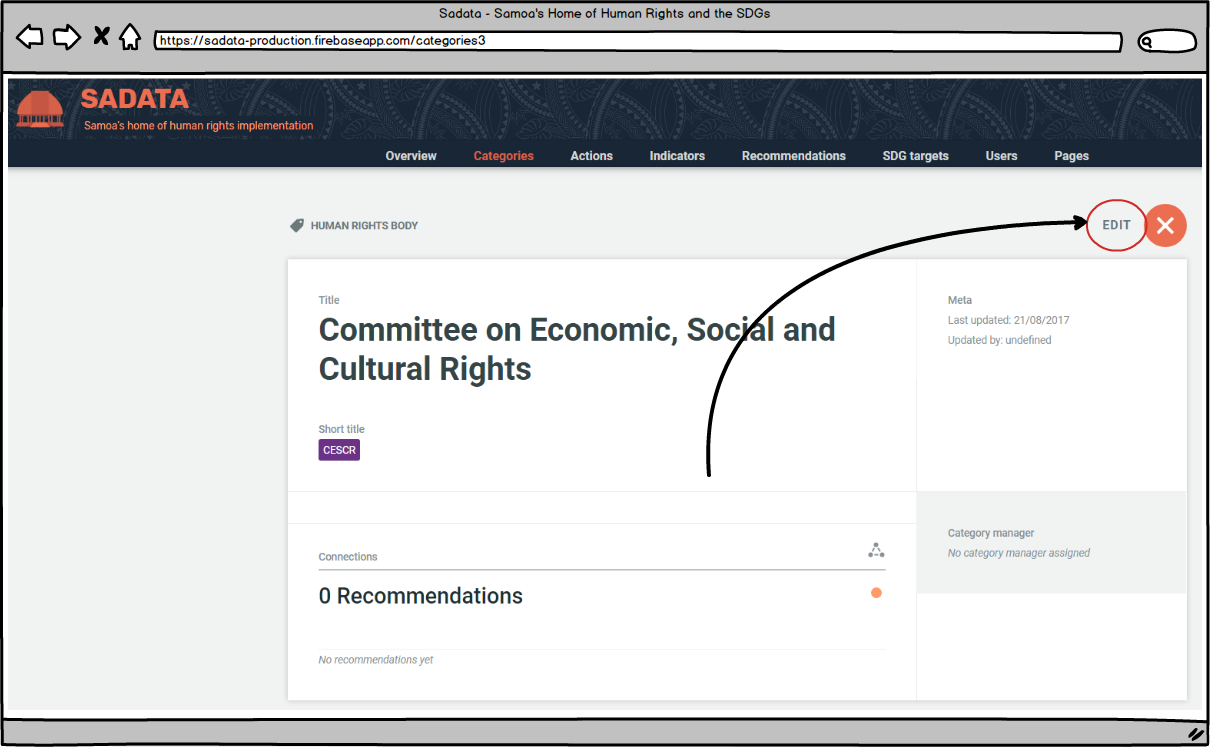 Sadata - Samoa's Home of Human Rights and the SDGs
https://sadata-production.firebaseapp.com/categories3
SADATA
Samoa's home of human rights implementation
Overview Categories Actions Indicators Recommendations SDG targets Users Pages
HUMAN RIGHTS BODY
EDIT
Title
Committee on Economic, Social and
Cultural Rights
Short title
CESCR
Meta
Last updated: 21/08/2017
Updated by: undefined
Category manager
No category manager assigned
Connections
0 Recommendations
No recommendations yet